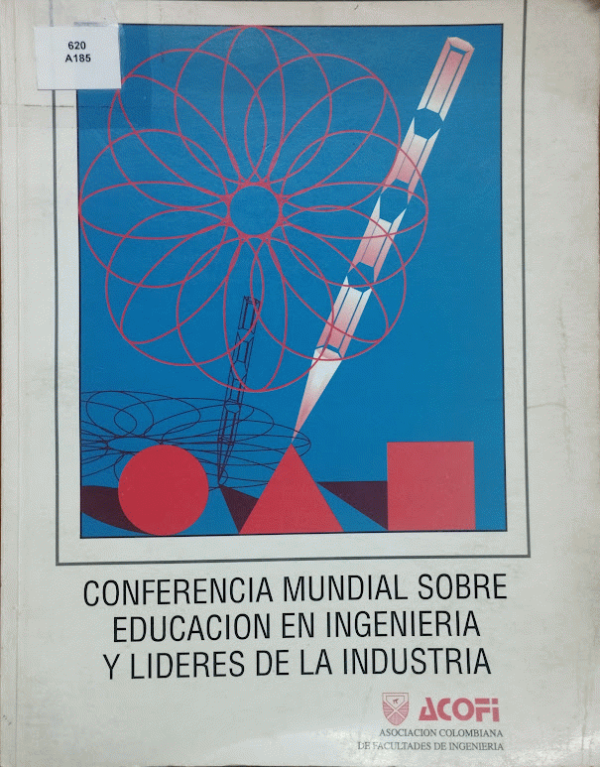 620
A185
CONFERENCIA MUNDIAL SOBRE
EDUCACION EN INGENIERIA
Y LIDERES DE LA INDUSTRIA
ACOFI
ASOCIACION COLOMBIANA
DE FACULTADES DE INGENIERIA